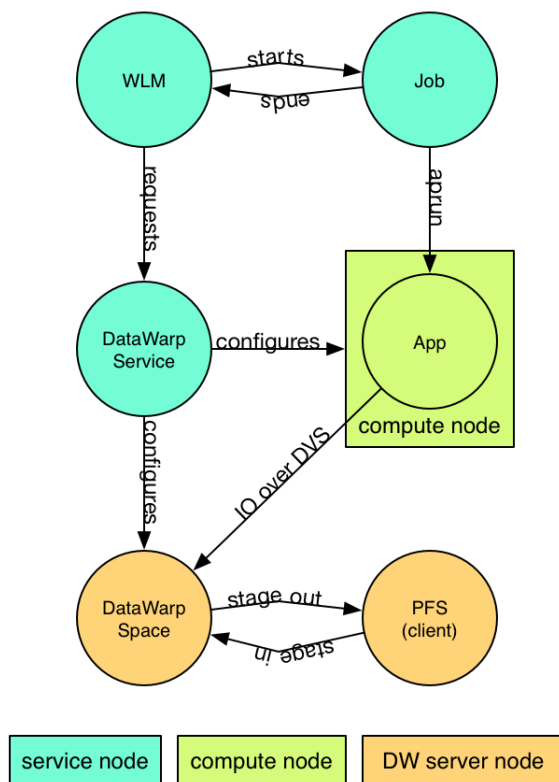 starts
WLM
Job
ends
requests
aprun
DataWarp
Service
configures
App
compute node
configures
IO over DVS
DataWarp
Space
stage out
PFS
(client)
stage in
service node
compute node
DW server node